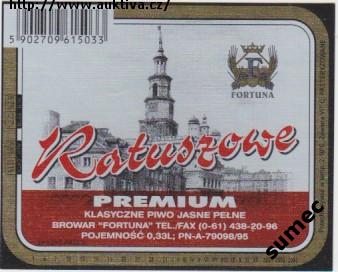 http://www.auktiva.cz/
5 902709 615033
FORTUNA
Ratuszowe
PREMIUM
KLASYCZNE PIWO JASNE PEŁNE
BROWAR "FORTUNA" TEL./FAX (0-61) 438-20-96
POJEMNOŚĆ 0,33L; PN-A-79098/95
sumec